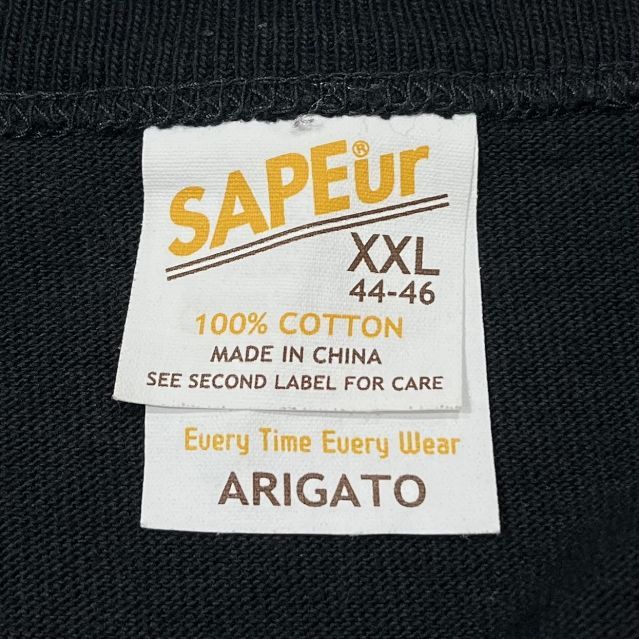 SAPEur®
XXL
44-46
100% COTTON
MADE IN CHINA
SEE SECOND LABEL FOR CARE
Every Time Every Wear
ARIGATO